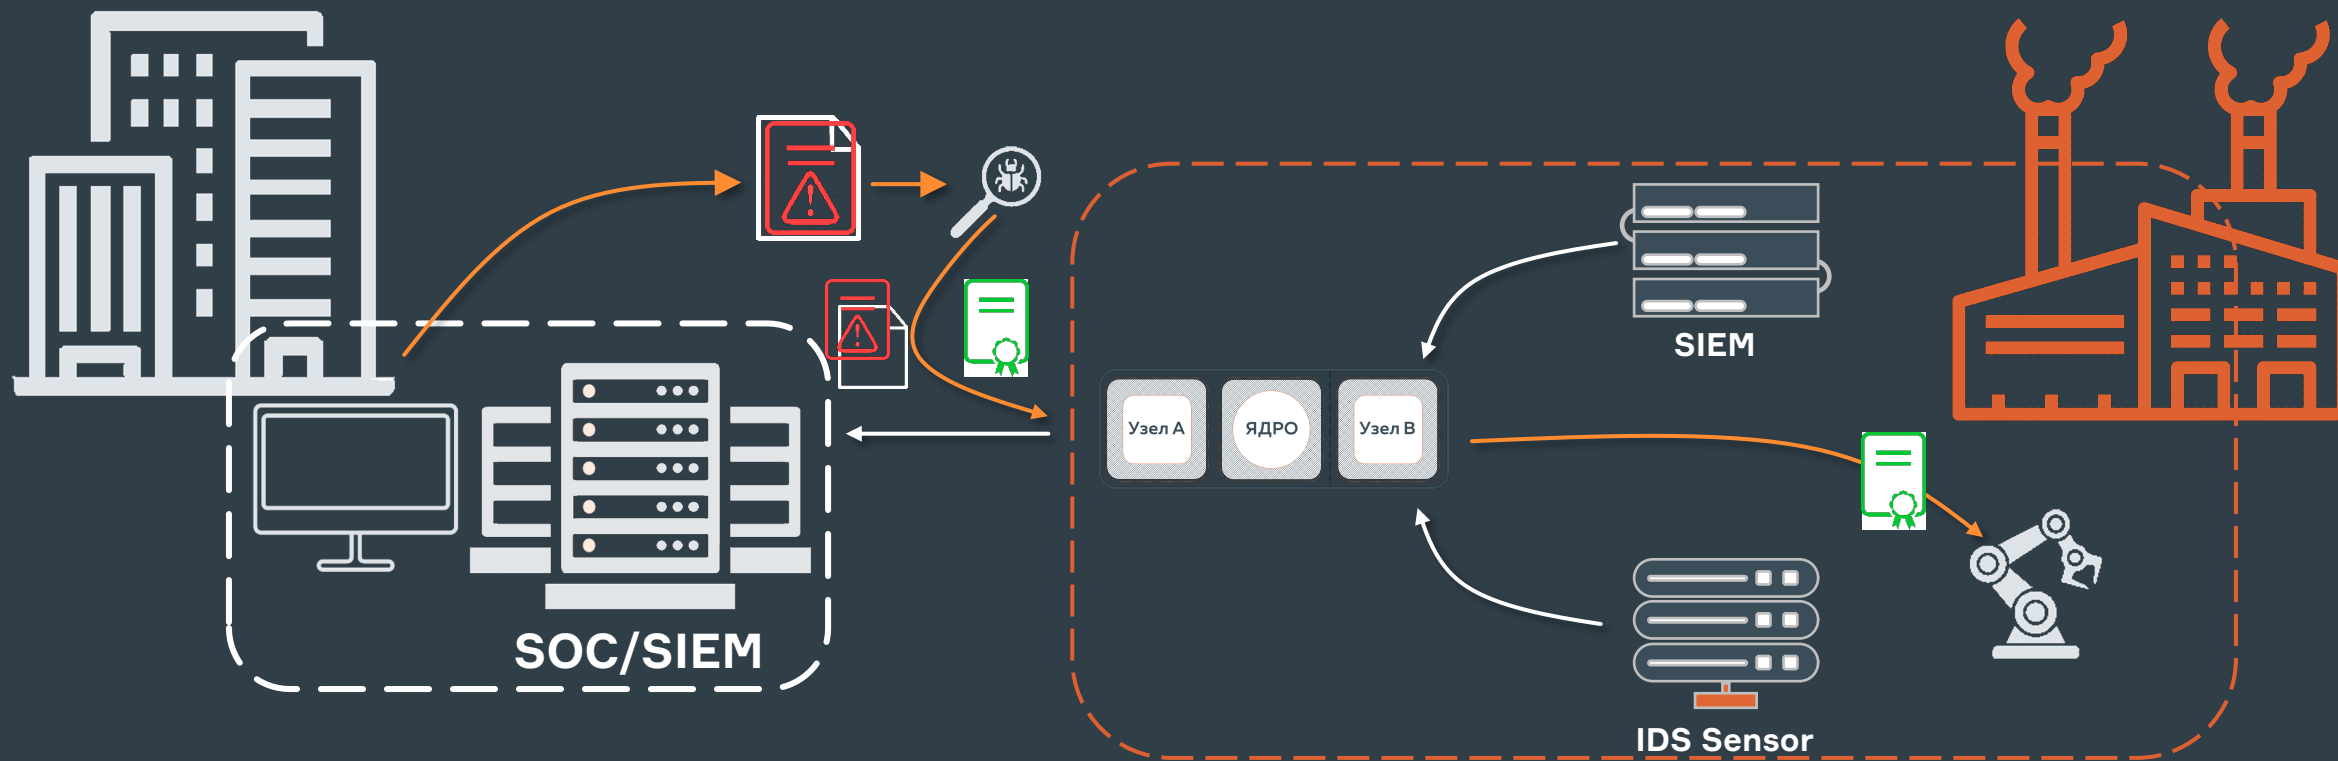 SIEM
Узел А
ЯДРО
Узел В
SOC/SIEM
IDS Sensor